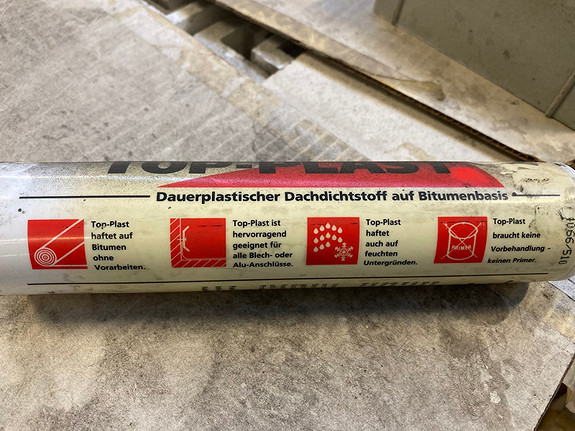 TOP-PLAST
Dauerplastischer Dachdichtstoff auf Bitumenbasis
Top-Plast
haftet auf
Bitumen
ohne
Vorarbeiten.
Top-Plast ist
hervorragend
geeignet für
alle Blech- oder
Alu-Anschlüsse.
Top-Plast
haftet
auch auf
feuchten
Untergründen.
PRIMER
Top-Plast
braucht keine
Vorbehandlung -
keinen Primer.